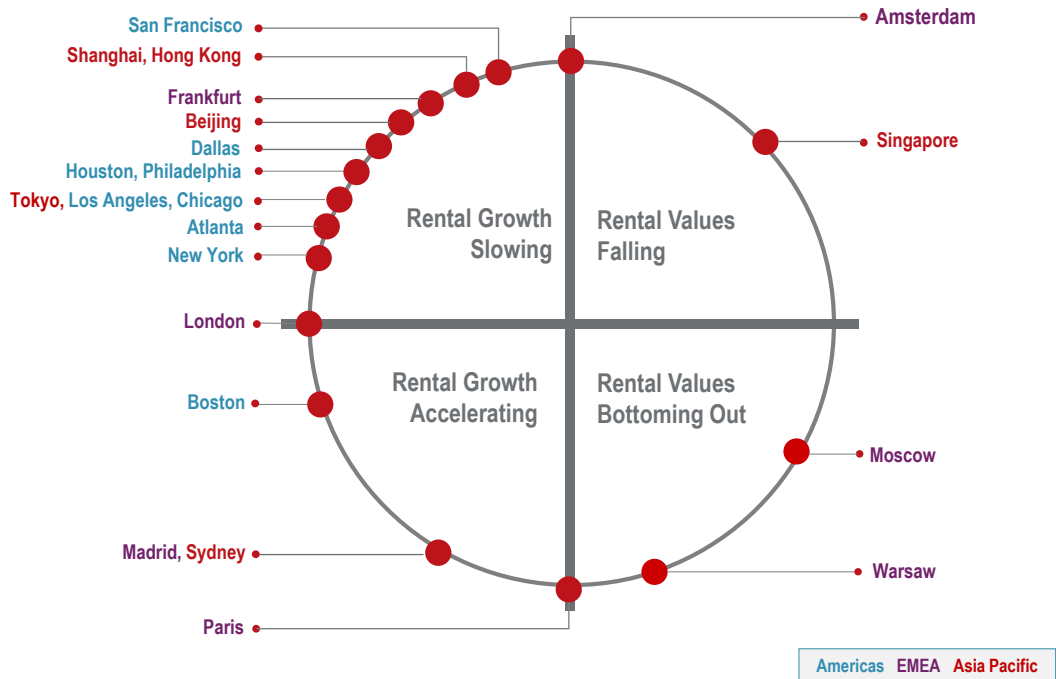 San Francisco
Amsterdam
Shanghai, Hong Kong
Frankfurt
Beijing
Singapore
Dallas
Houston, Philadelphia
Tokyo, Los Angeles, Chicago
Atlanta
New York
Rental Growth
Slowing
Rental Values
Falling
London
Rental Growth
Accelerating
Rental Values
Bottoming Out
Boston
Moscow
Madrid, Sydney
Warsaw
Paris
Americas EMEA Asia Pacific